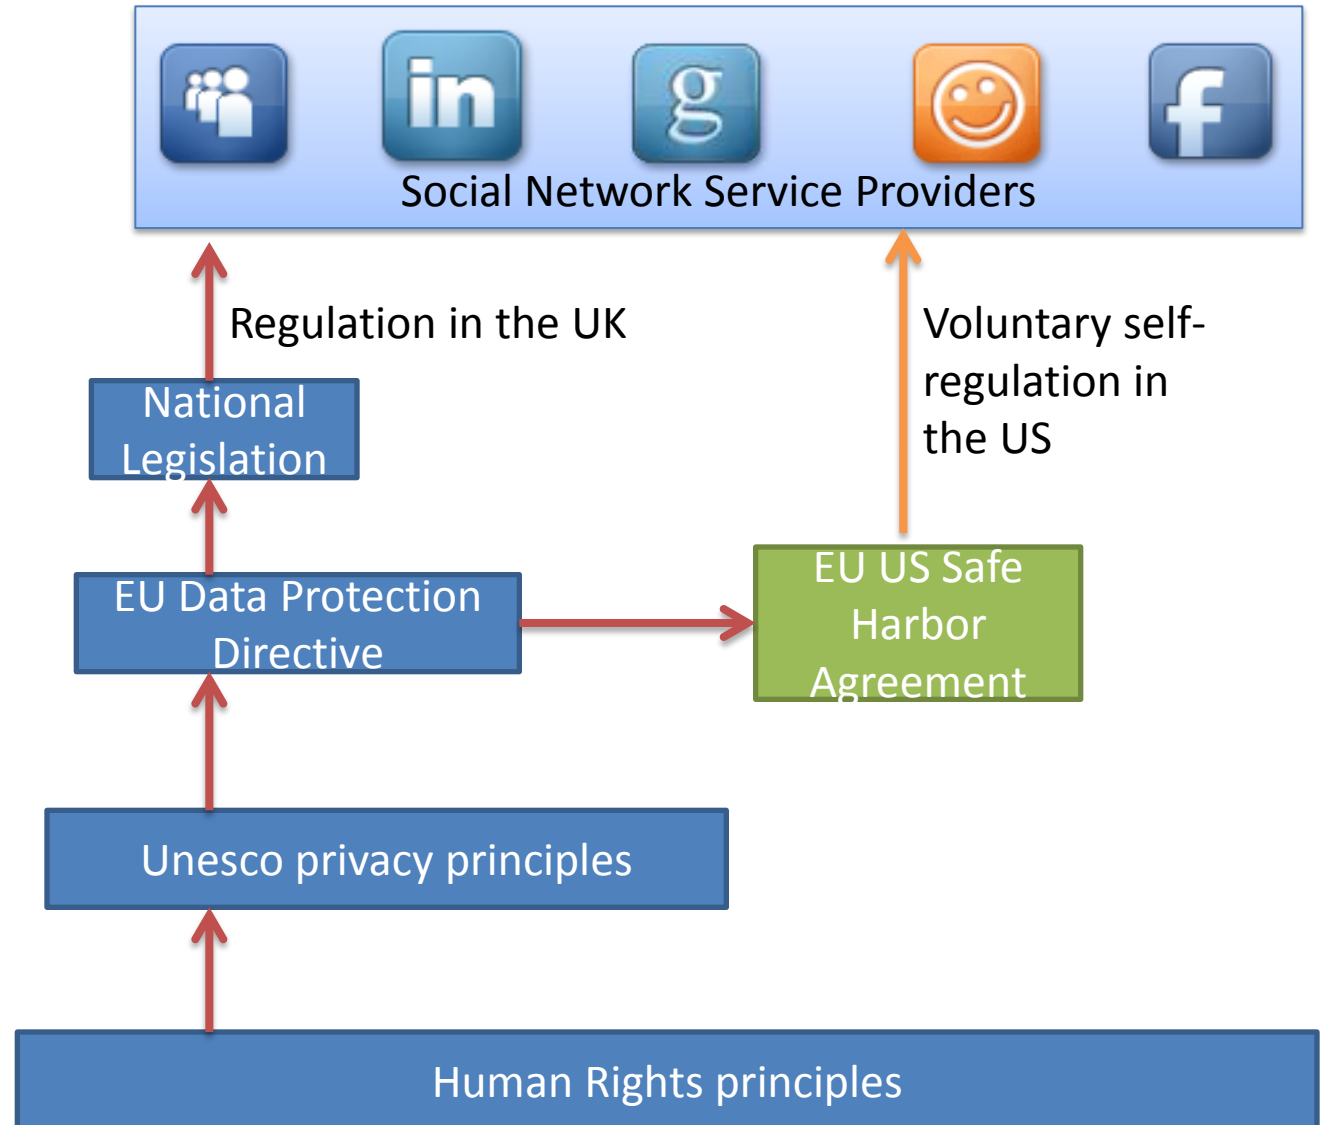 in
g
f
Social Network Service Providers
Regulation in the UK
Voluntary self-
regulation in
the US
National
Legislation
EU Data Protection
Directive
EU US Safe
Harbor
Agreement
Unesco privacy principles
Human Rights principles